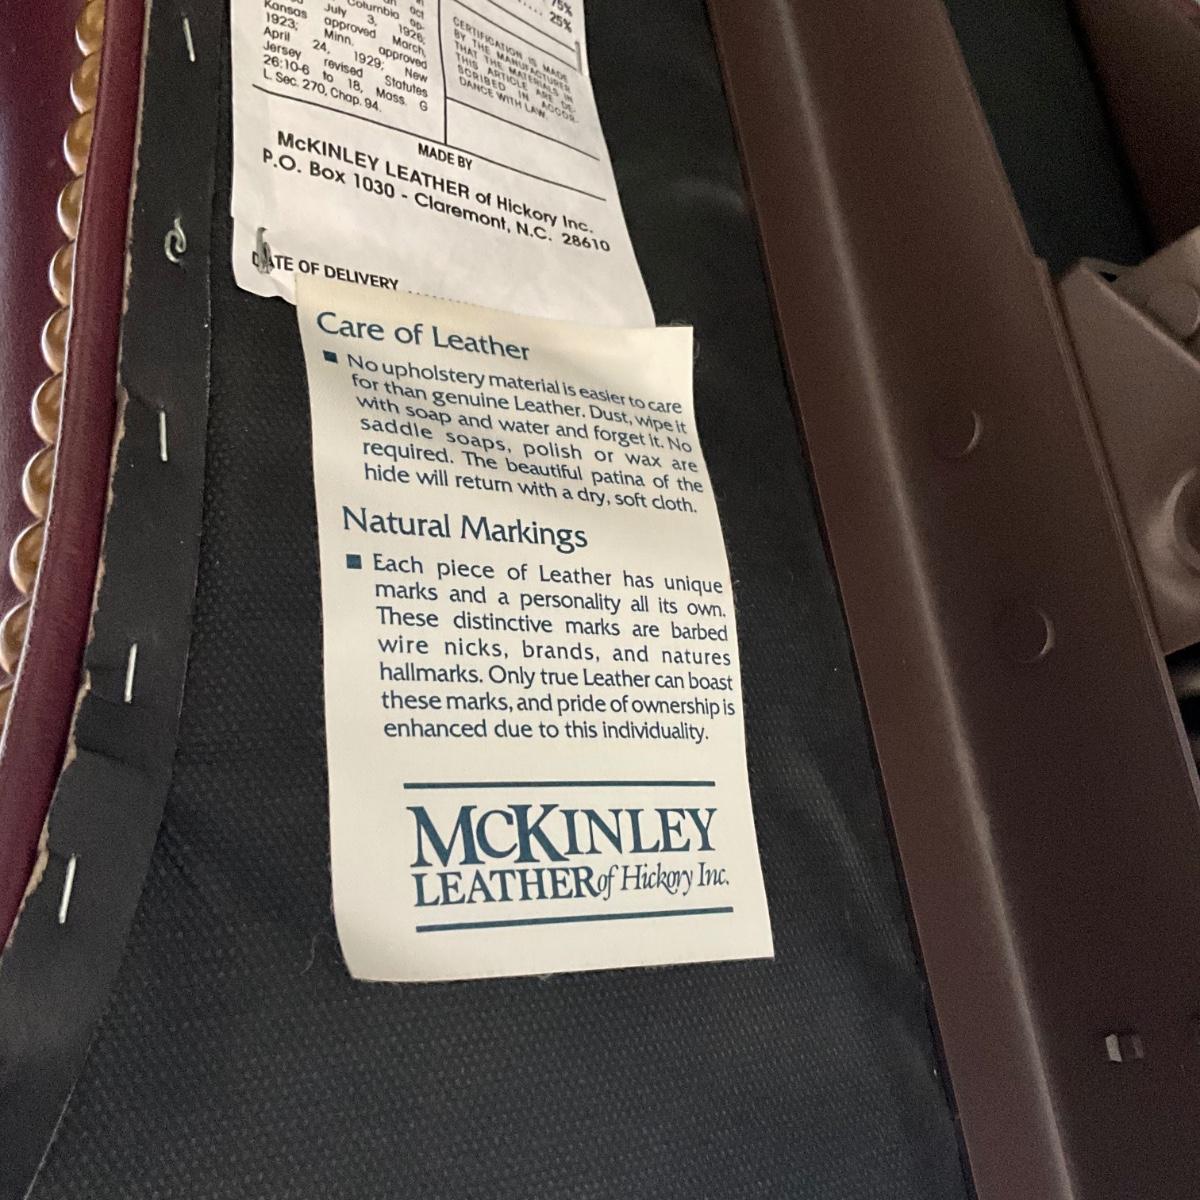 75%
25%
Columbia ap-
July 3, 1926;
Kansas approved March,
1923; Minn. approved
April 24, 1929; New
Jersey revised Statutes
26:10-6 to 18, Mass. G
L. Sec. 270, Chap. 94.
CERTIFICATION IS MADE
BY THE MANUFACTURER
THAT THE MATERIALS IN
THIS ARTICLE ARE DE-
SCRIBED IN ACCOR-
DANCE WITH LAW.
MADE BY
McKINLEY LEATHER of Hickory Inc.
P.O. Box 1030 - Claremont, N.C. 28610
DATE OF DELIVERY
Care of Leather
■ No upholstery material is easier to care
for than genuine Leather. Dust, wipe it
with soap and water and forget it. No
saddle soaps, polish or wax are
required. The beautiful patina of the
hide will return with a dry, soft cloth.
Natural Markings
■ Each piece of Leather has unique
marks and a personality all its own.
These distinctive marks are barbed
wire nicks, brands, and natures
hallmarks. Only true Leather can boast
these marks, and pride of ownership is
enhanced due to this individuality.
McKINLEY
LEATHER of Hickory Inc.